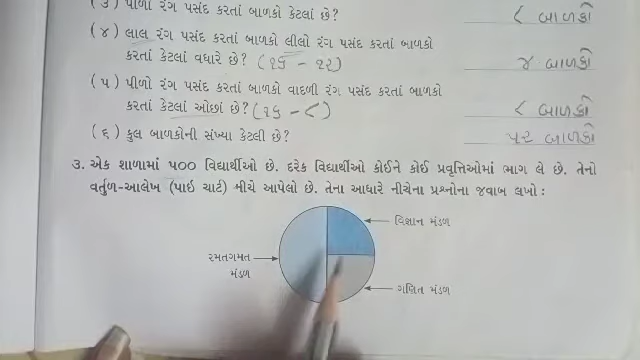 (૩) પીળો રંગ પસંદ કરતાં બાળકો કેટલાં છે? ૮ બાળકો
(૪) લાલ રંગ પસંદ કરતાં બાળકો લીલો રંગ પસંદ કરતાં બાળકો
કરતાં કેટલાં વધારે છે? (૧૬ - ૧૨) ૪ બાળકો
(૫) પીળો રંગ પસંદ કરતાં બાળકો વાદળી રંગ પસંદ કરતાં બાળકો
કરતાં કેટલાં ઓછાં છે? (૧૬ - ૮) ૮ બાળકો
(૬) કુલ બાળકોની સંખ્યા કેટલી છે? ૫૨ બાળકો
૩. એક શાળામાં ૫૦૦ વિદ્યાર્થીઓ છે. દરેક વિદ્યાર્થીઓ કોઈને કોઈ પ્રવૃત્તિઓમાં ભાગ લે છે. તેનો
વર્તુળ-આલેખ (પાઈ ચાર્ટ) નીચે આપેલો છે. તેના આધારે નીચેના પ્રશ્નોના જવાબ લખો :
વિજ્ઞાન મંડળ
રમતગમત
મંડળ
ગણિત મંડળ